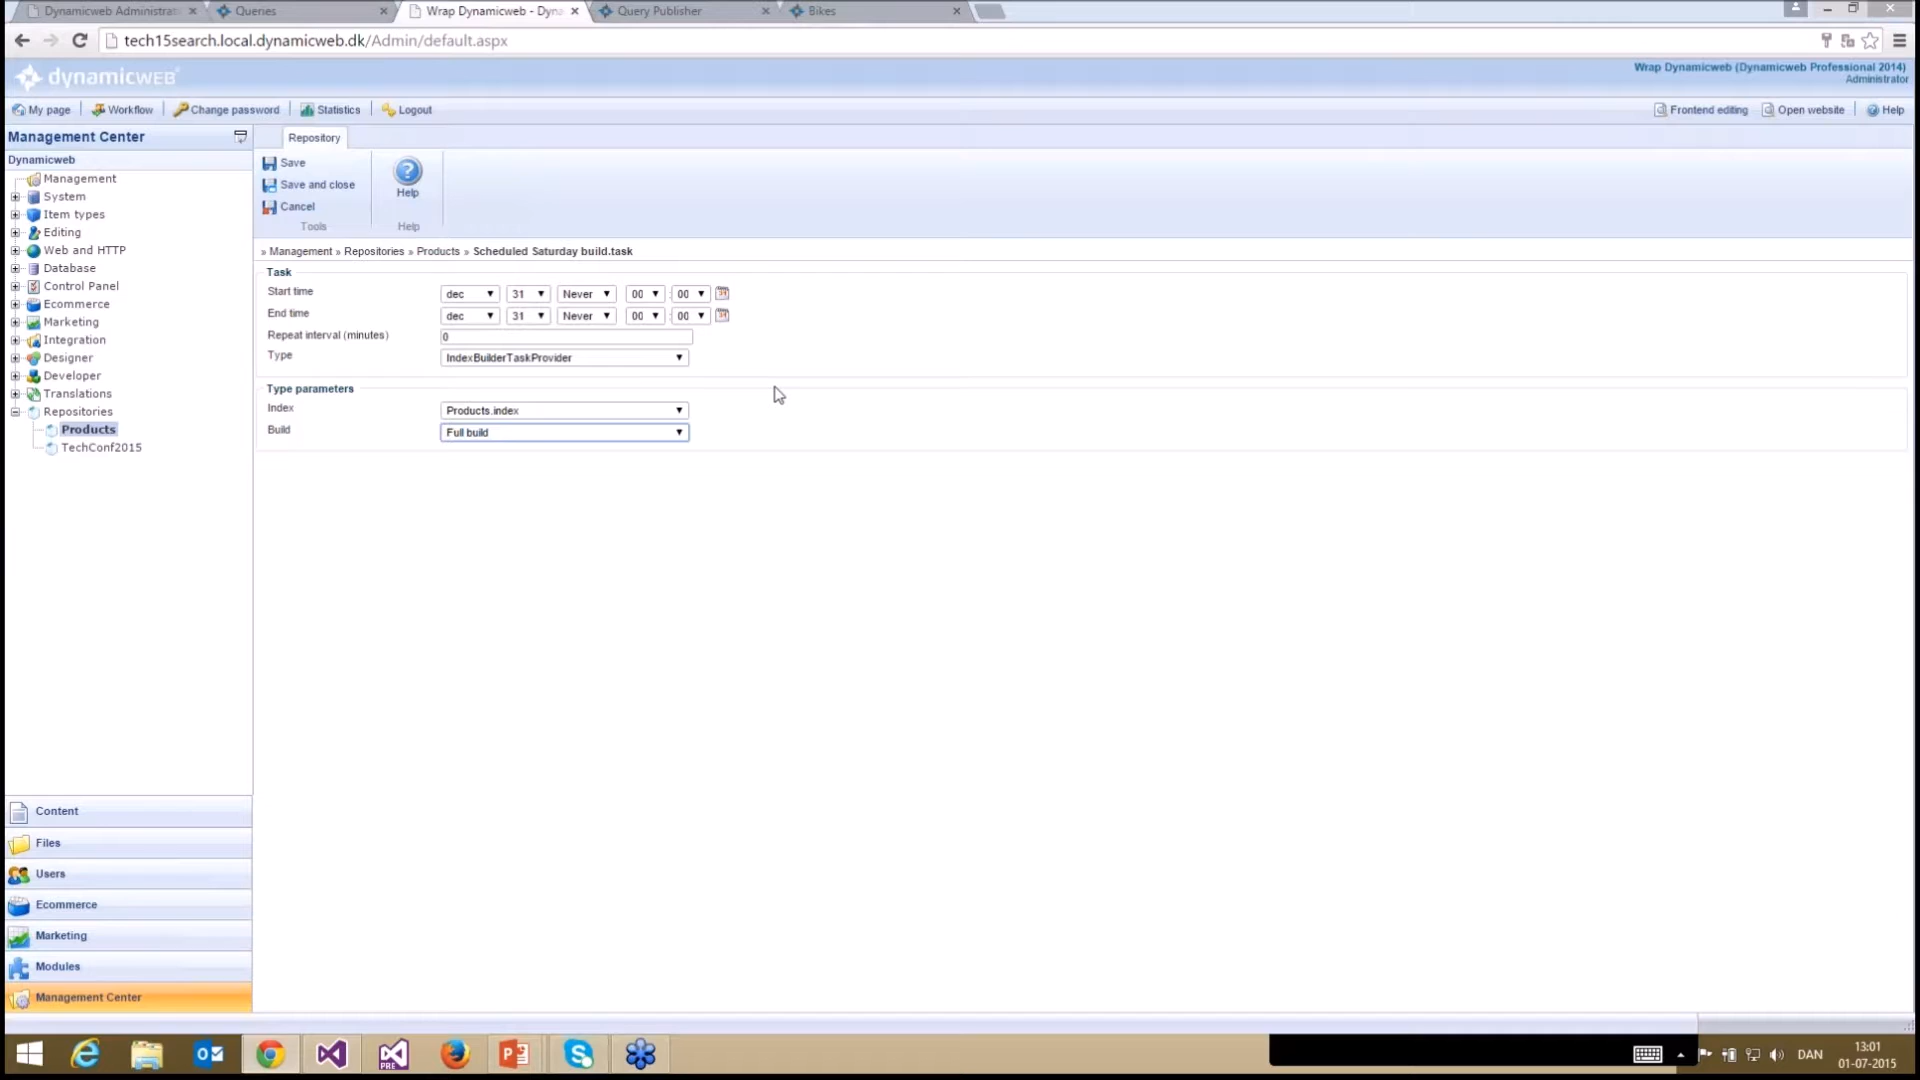 Dynamicweb Administrat
Queries
Wrap Dynamicweb - Dyna
Query Publisher
Bikes
tech15search.local.dynamicweb.dk/Admin/default.aspx
dynamicweb
Wrap Dynamicweb (Dynamicweb Professional 2014)
Administrator
My page
Workflow
Change password
Statistics
Logout
Frontend editing
Open website
Help
Management Center
Dynamicweb
Management
System
Item types
Editing
Web and HTTP
Database
Control Panel
Ecommerce
Marketing
Integration
Designer
Developer
Translations
Repositories
Products
TechConf2015
Repository
Save
Save and close
Cancel
Tools
Help
Help
» Management » Repositories » Products » Scheduled Saturday build.task
Task
Start time dec 31 Never 00 : 00
End time dec 31 Never 00 : 00
Repeat interval (minutes) 0
Type IndexBuilderTaskProvider
Type parameters
Index Products.index
Build Full build
Content
Files
Users
Ecommerce
Marketing
Modules
Management Center
DAN
13:01
01-07-2015